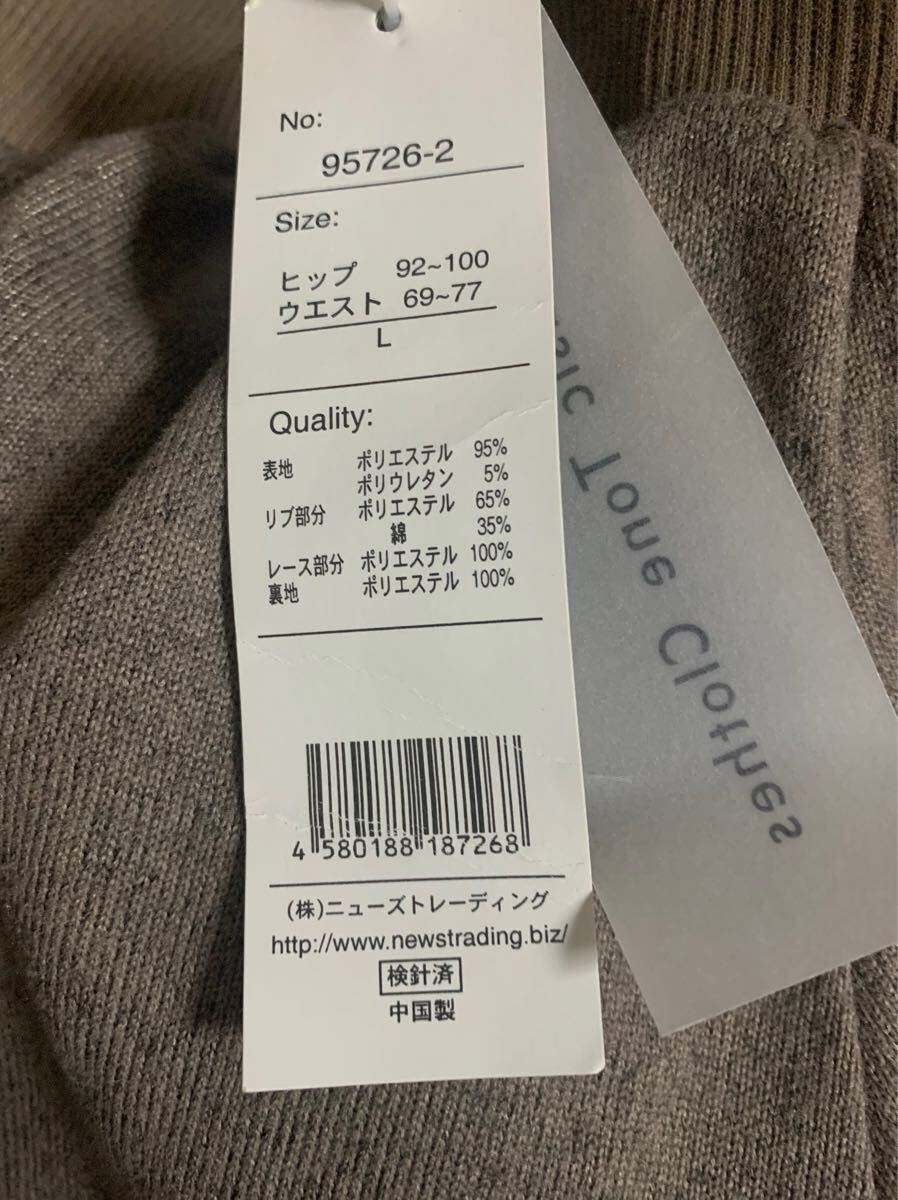 No:
95726-2
Size:
ヒップ 92~100
ウエスト 69~77
L
Quality:
表地 ポリエステル 95%
ポリウレタン 5%
リブ部分 ポリエステル 65%
綿 35%
レース部分 ポリエステル 100%
裏地 ポリエステル 100%
4 580188 187268
(株)ニューズトレーディング
http://www.newstrading.biz/
検針済
中国製
Tone Clothes